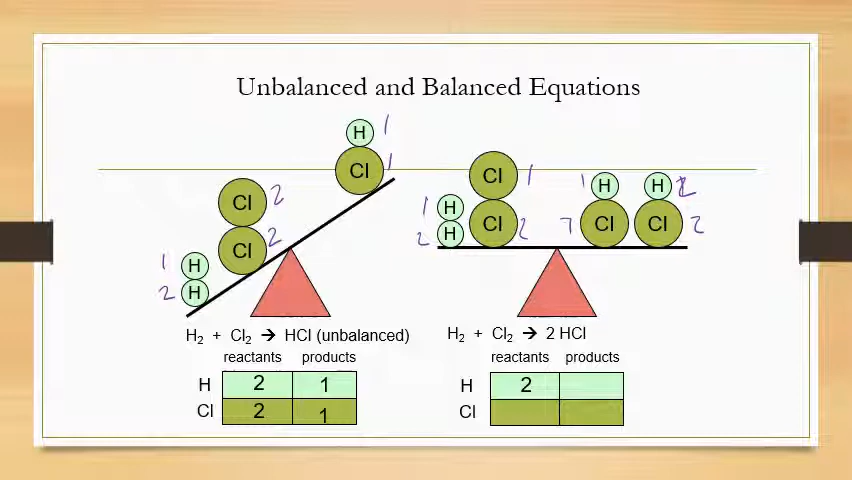 Unbalanced and Balanced Equations
H 1
Cl 1
Cl 2
Cl 2
1 H
2 H
Cl 1
1 H
Cl 2
2 H
1 H
H
Cl
Cl 2
H₂ + Cl₂ → HCl (unbalanced)
reactants products
H 2 1
Cl 2 1
H₂ + Cl₂ → 2 HCl
reactants products
H 2
Cl